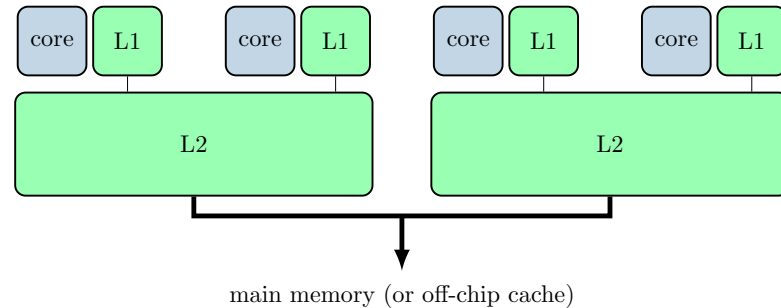 core L1 core L1 core L1 core L1
L2 L2
main memory (or off-chip cache)